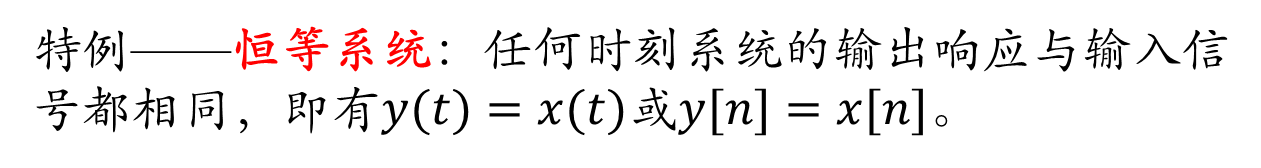 特例——恒等系统：任何时刻系统的输出响应与输入信
号都相同，即有y(t) = x(t)或y[n] = x[n]。